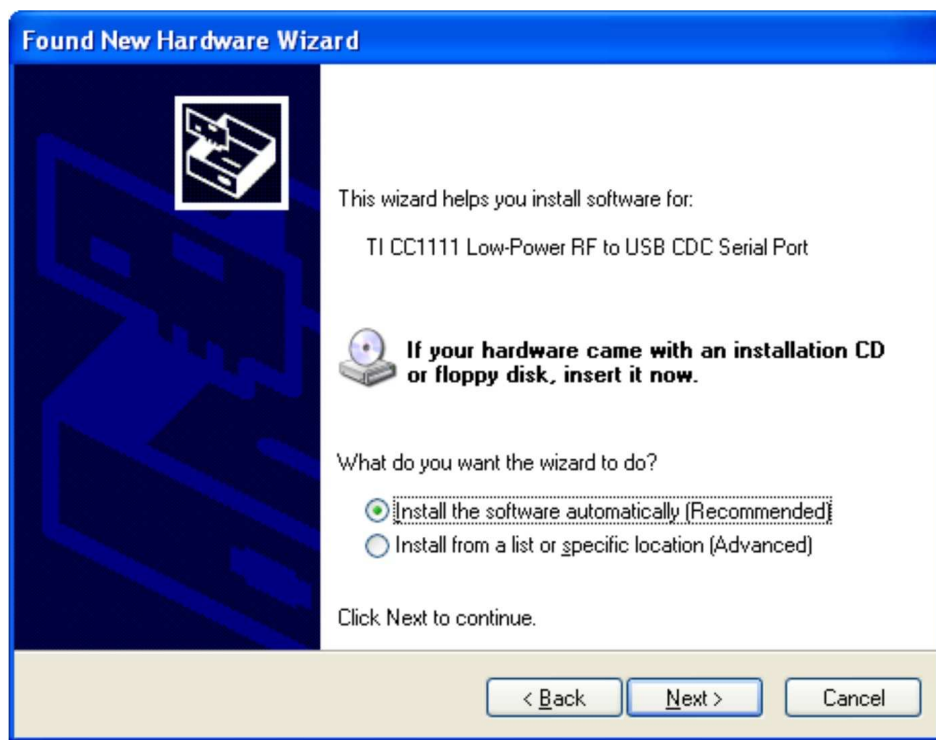 Found New Hardware Wizard
This wizard helps you install software for:
TI CC1111 Low-Power RF to USB CDC Serial Port
If your hardware came with an installation CD
or floppy disk, insert it now.
What do you want the wizard to do?
Install the software automatically (Recommended)
Install from a list or specific location (Advanced)
Click Next to continue.
< Back Next > Cancel